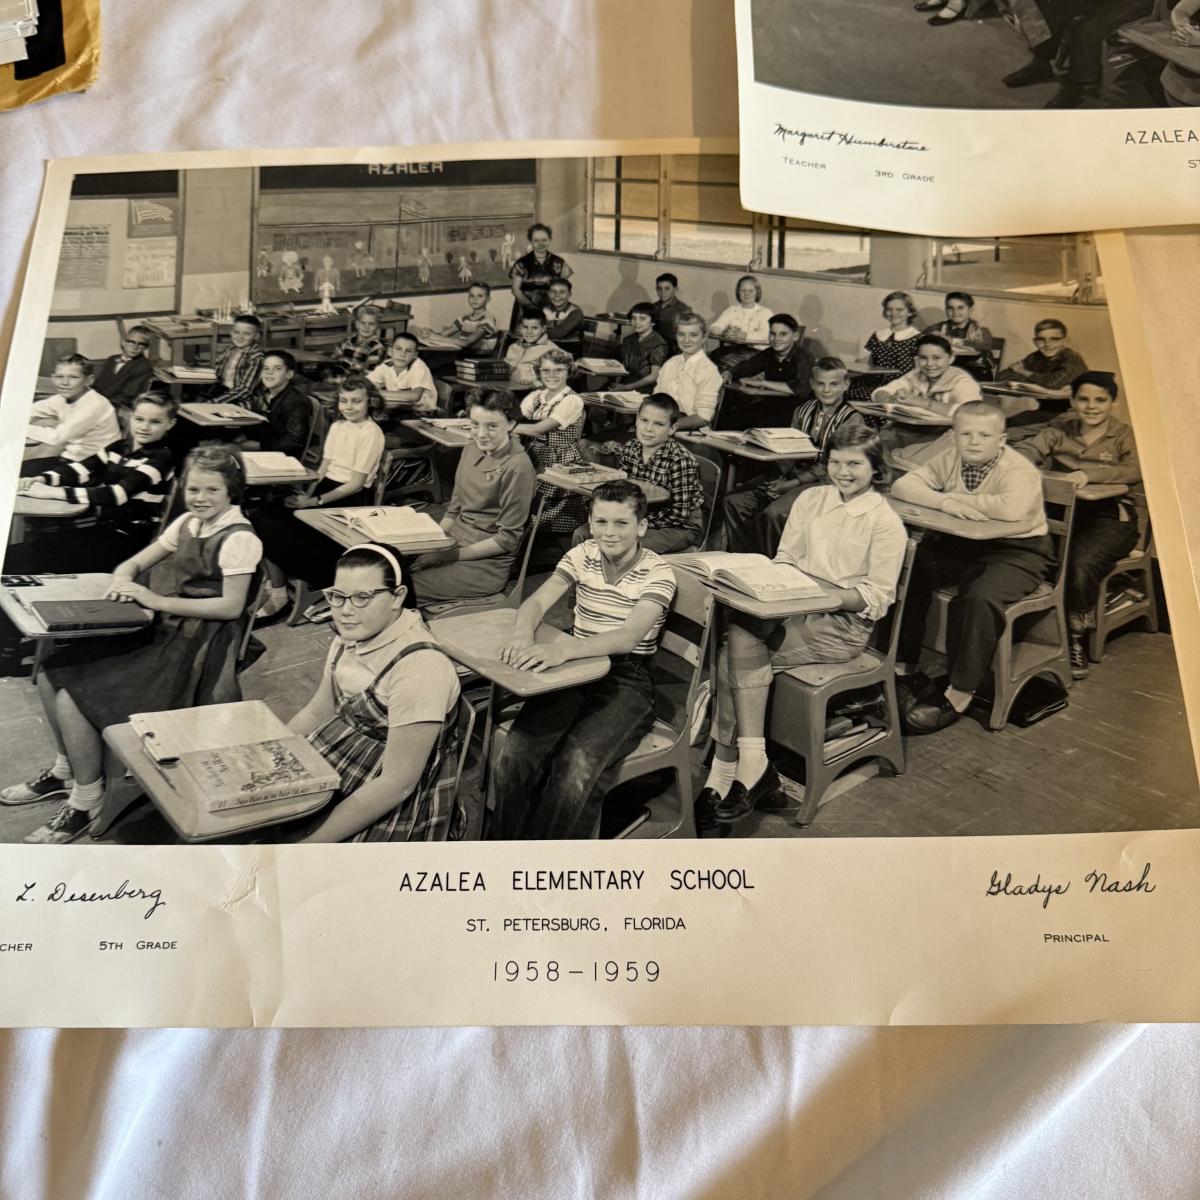 Margaret Humberstone
TEACHER 3RD GRADE
AZALEA
ST
AZALEA
L. Desenberg
CHER 5TH GRADE
AZALEA ELEMENTARY SCHOOL
ST. PETERSBURG, FLORIDA
1958-1959
Gladys Nash
PRINCIPAL